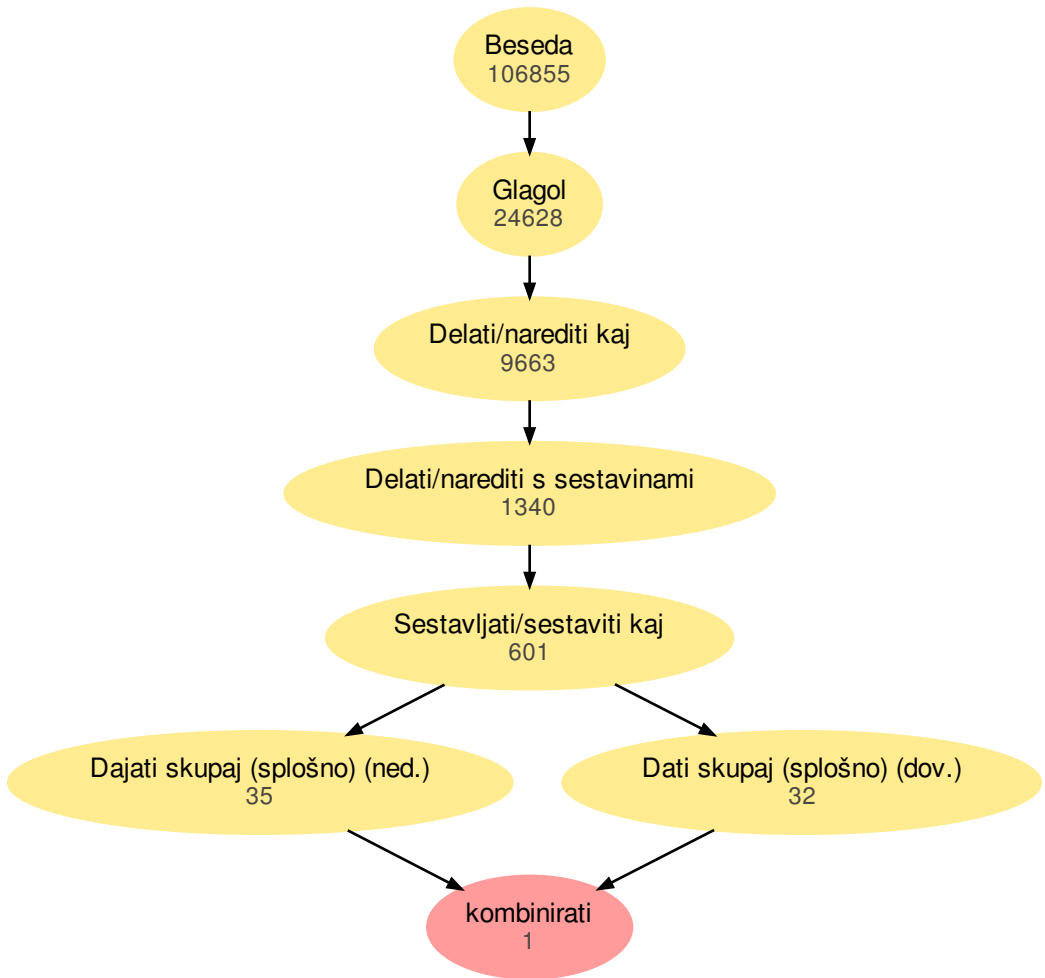 Beseda
106855
Glagol
24628
Delati/narediti kaj
9663
Delati/narediti s sestavinami
1340
Sestavljati/sestaviti kaj
601
Dajati skupaj (splošno) (ned.)
35
Dati skupaj (splošno) (dov.)
32
kombinirati
1